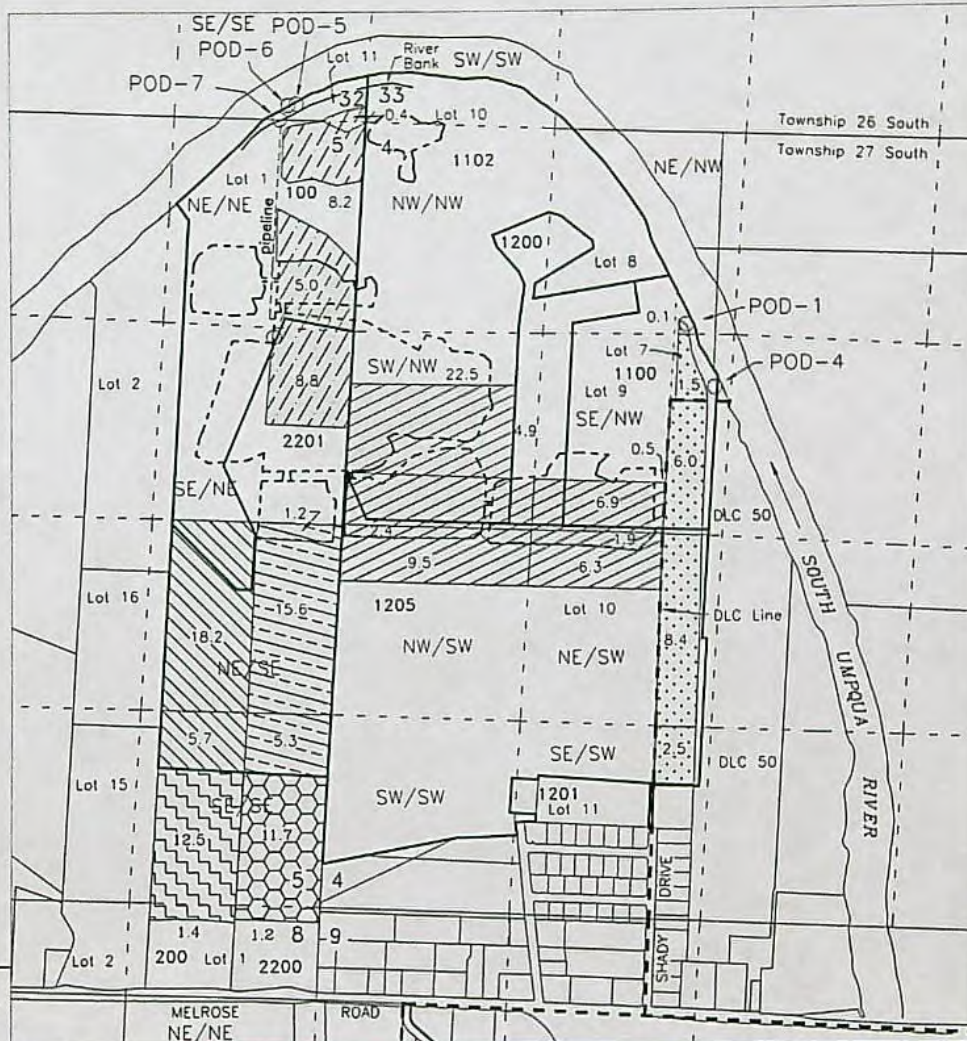 SE/SE POD-5
POD-6
POD-7
Lot 11
River
Bank
SW/SW
32 33
0.4 Lot 10
5 4
1102
Township 26 South
Township 27 South
NE/NW
Lot 1
100
NE/NE
8.2
NW/NW
pipeline
1200
Lot 8
5.0
0.1
POD-1
Lot 7
1100
POD-4
Lot 2
SW/NW
22.5
8.8
Lot 9
1.5
SE/NW
4.9
2201
0.5
6.0
SE/NE
6.9
1.2
DLC 50
2.4
1.9
9.5
6.3
SOUTH
Lot 16
15.6
1205
Lot 10
DLC Line
18.2
NW/SW
NE/SW
8.4
NE/SE
UMPQUA
5.7
5.3
SE/SW
2.5
DLC 50
Lot 15
SE/SE
SW/SW
1201
Lot 11
RIVER
12.5
11.7
5 4
DRIVE
1.4
1.2 8
9
SHADY
Lot 2
200 Lot 1
2200
MELROSE ROAD
NE/NE